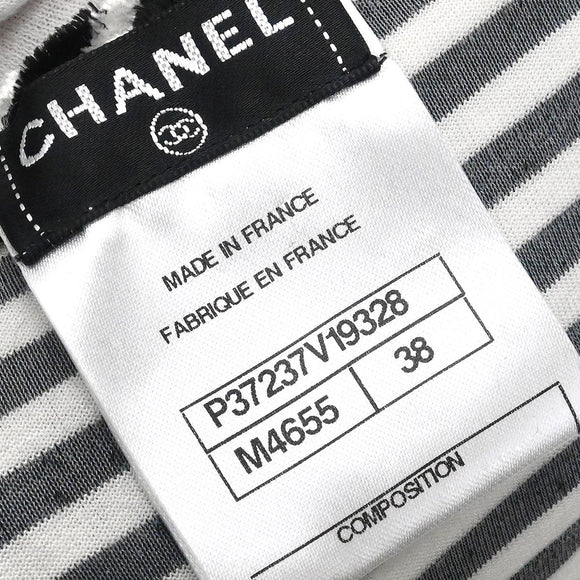 CHANEL
MADE IN FRANCE
FABRIQUE EN FRANCE
P37237V19328
M4655 38
COMPOSITION